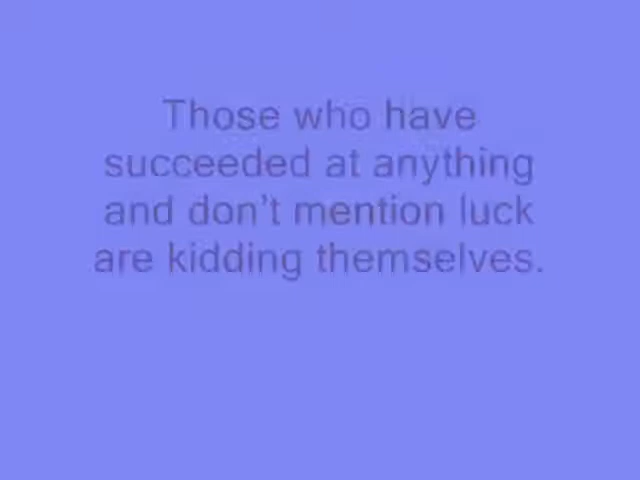 Those who have
succeeded at anything
and don't mention luck
are kidding themselves.